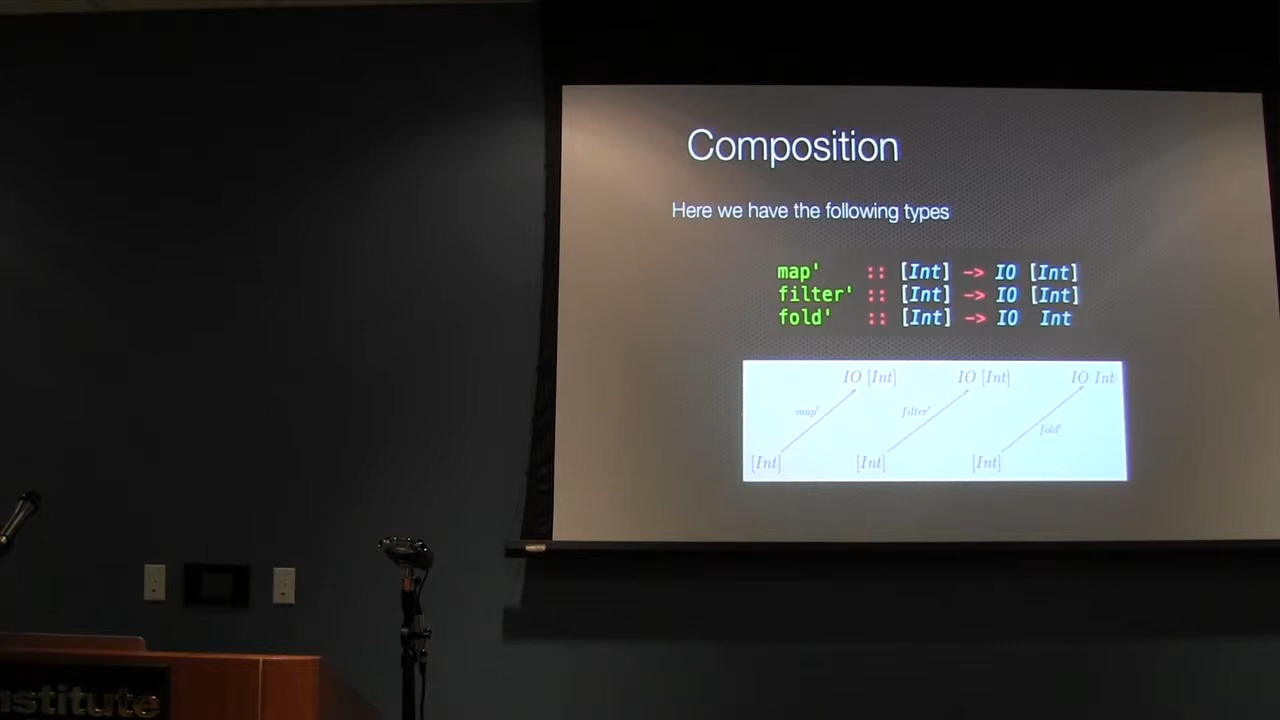 Composition
Here we have the following types
map' :: [Int] -> IO [Int]
filter' :: [Int] -> IO [Int]
fold' :: [Int] -> IO Int
IO [Int] IO [Int] IO Int
map' filter' fold'
[Int] [Int] [Int]
nstitute